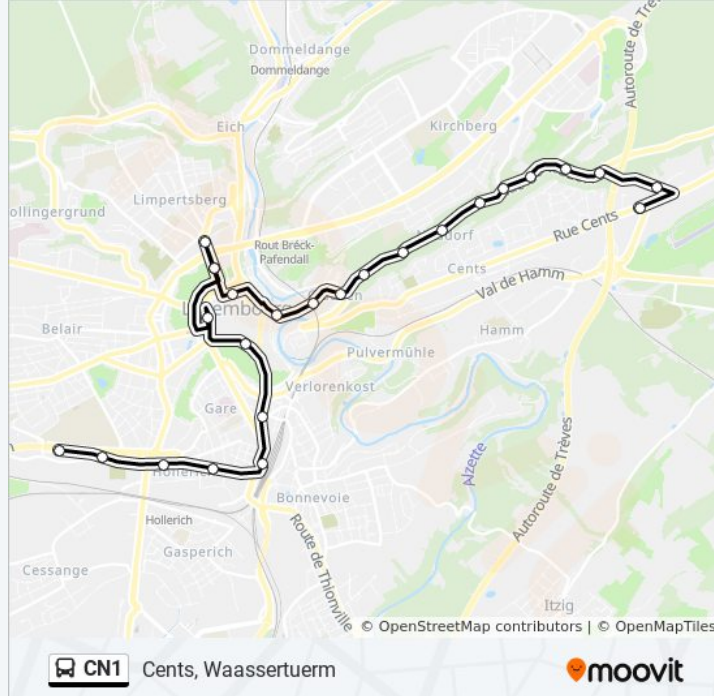 Autoroute de Trè
Dommeldange
Dommeldange
Eich
Kirchberg
Limpertsberg
ollingergrund
Rout Bréck-
Pafendall
Rue Cents
Cents
Val de Hamm
Belair
Hamm
Pulvermühle
Verlorenkost
Gare
Alzette
Autoroute de Trèves
Hollerich
Bonnevoie
Hollerich
Route de Thionville
Gasperich
Cessange
Itzig
© OpenStreetMap contributors | © OpenMapTiles
CN1 Cents, Waassertuerm
moovit